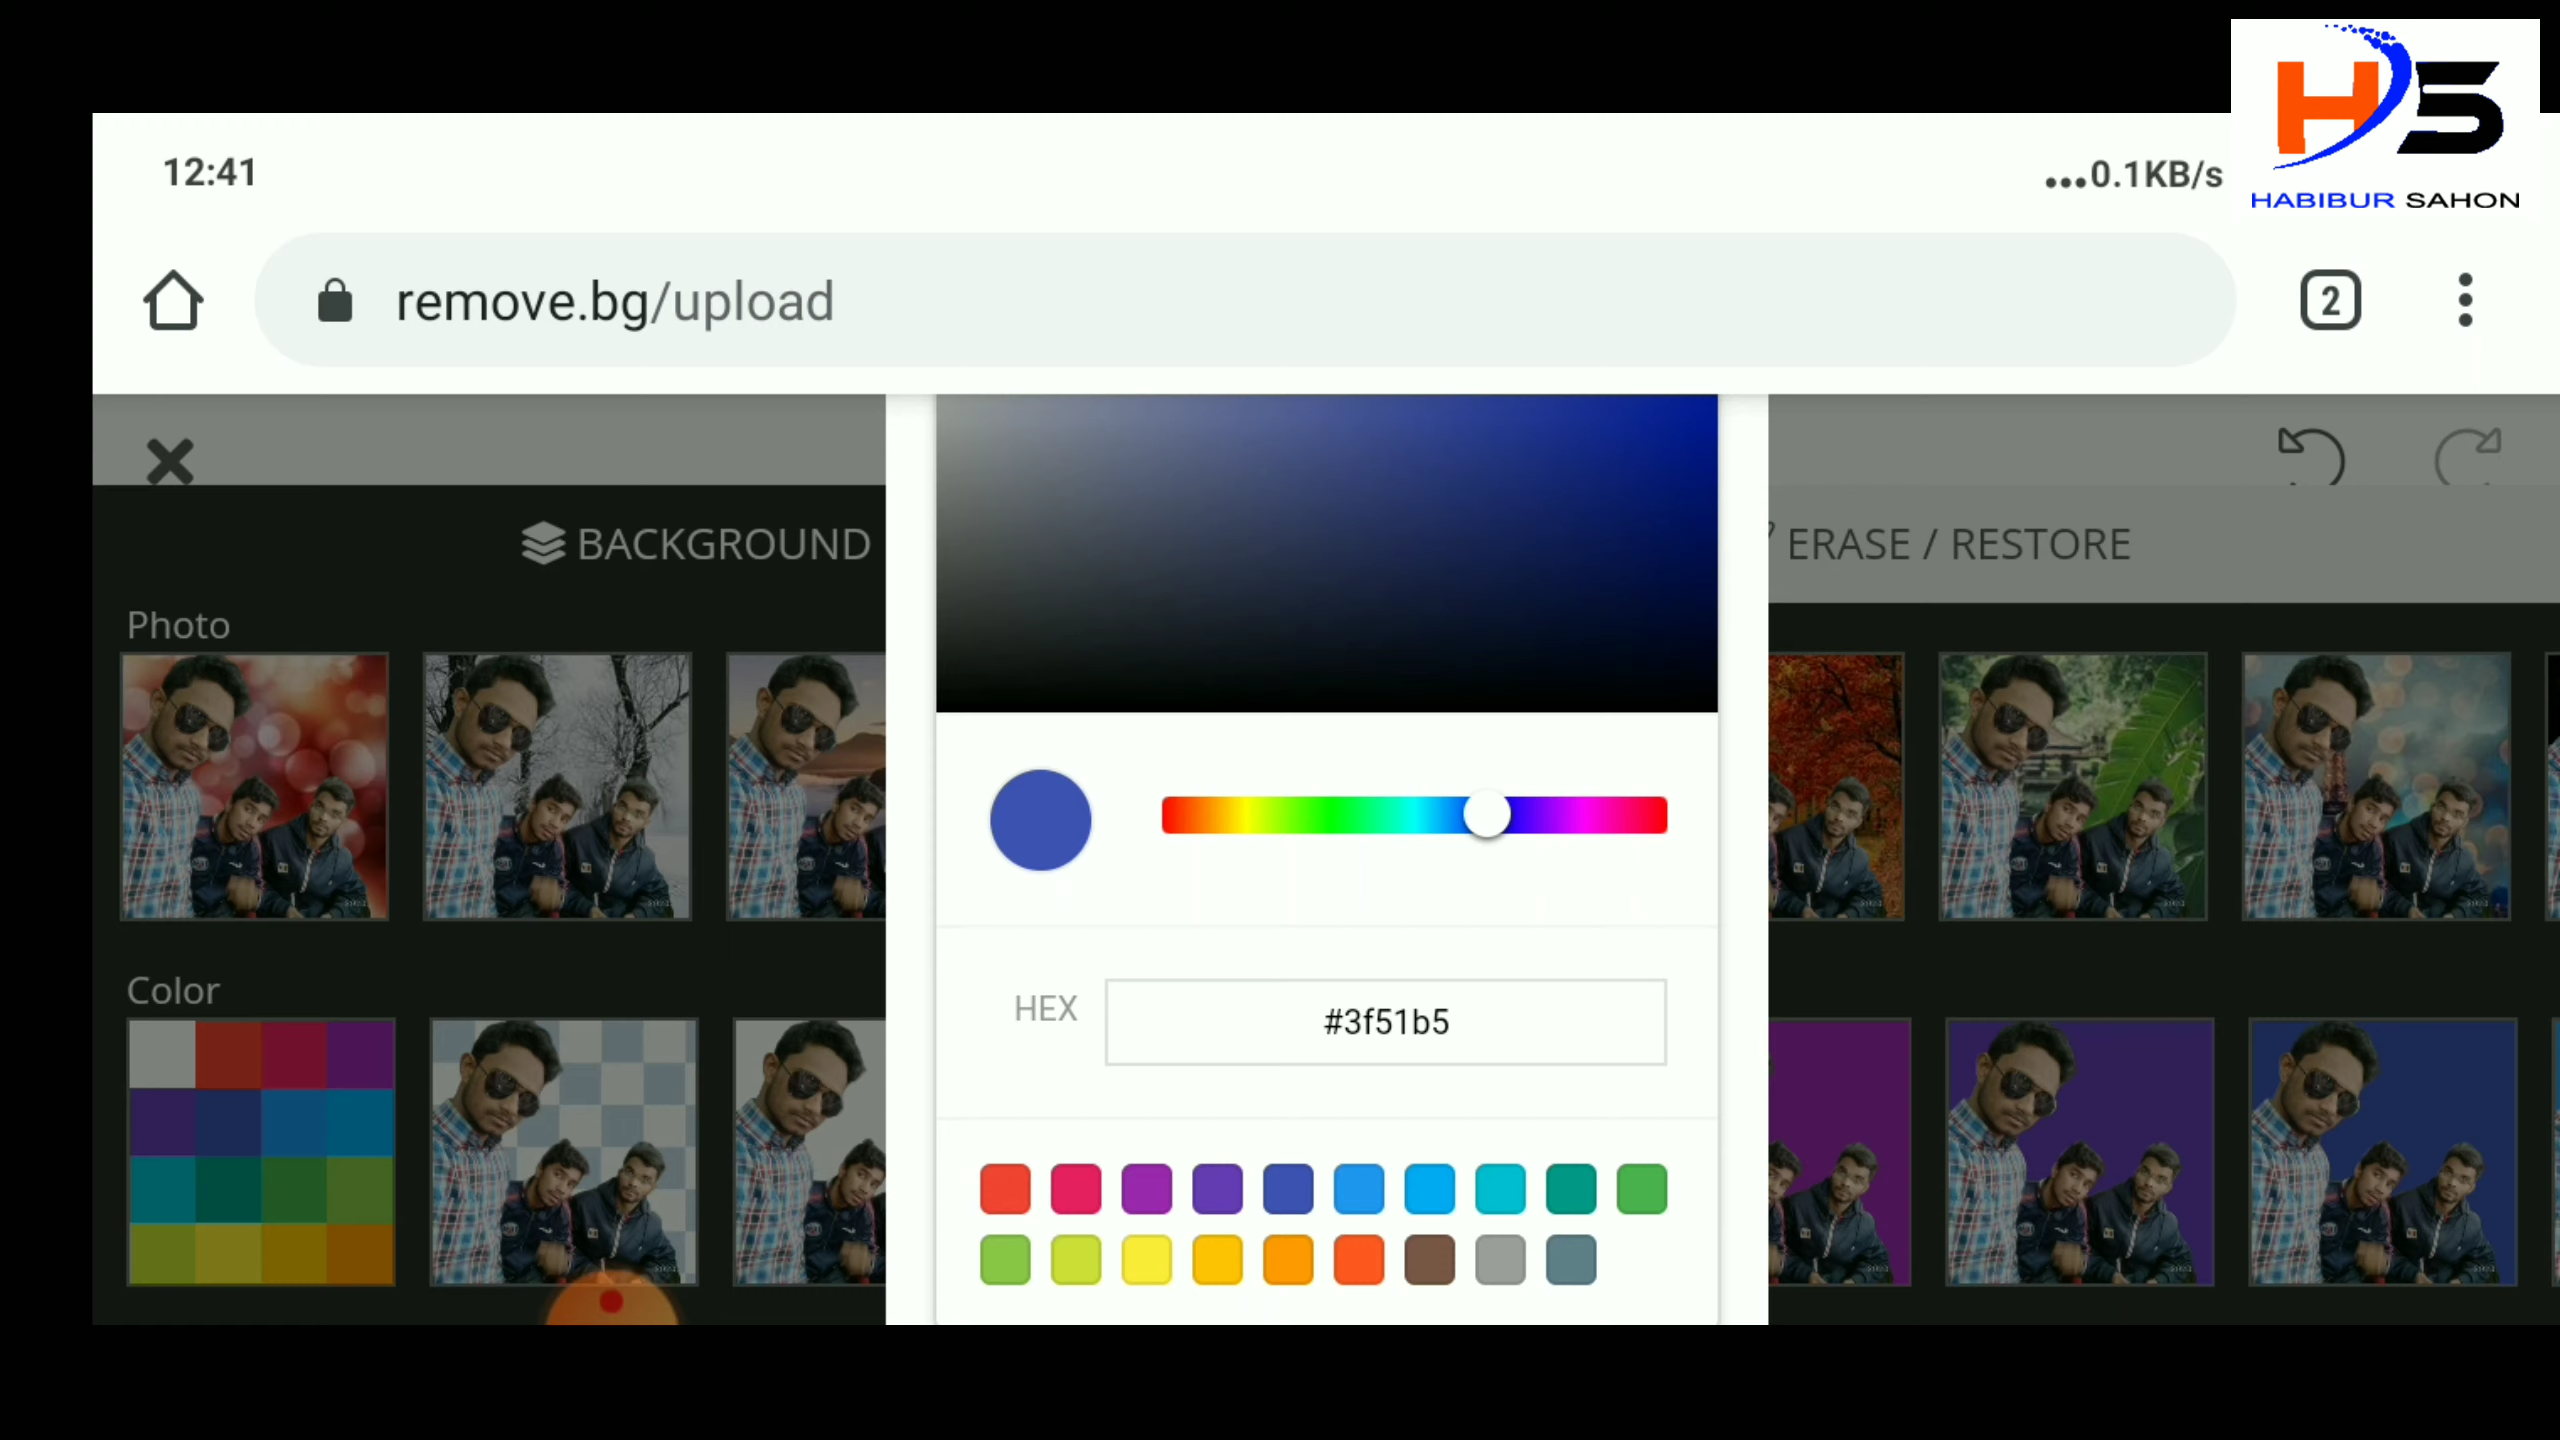 HS
HABIBUR SAHON
12:41
...0.1KB/s
remove.bg/upload
2
BACKGROUND
ERASE / RESTORE
Photo
Color
HEX
#3f51b5